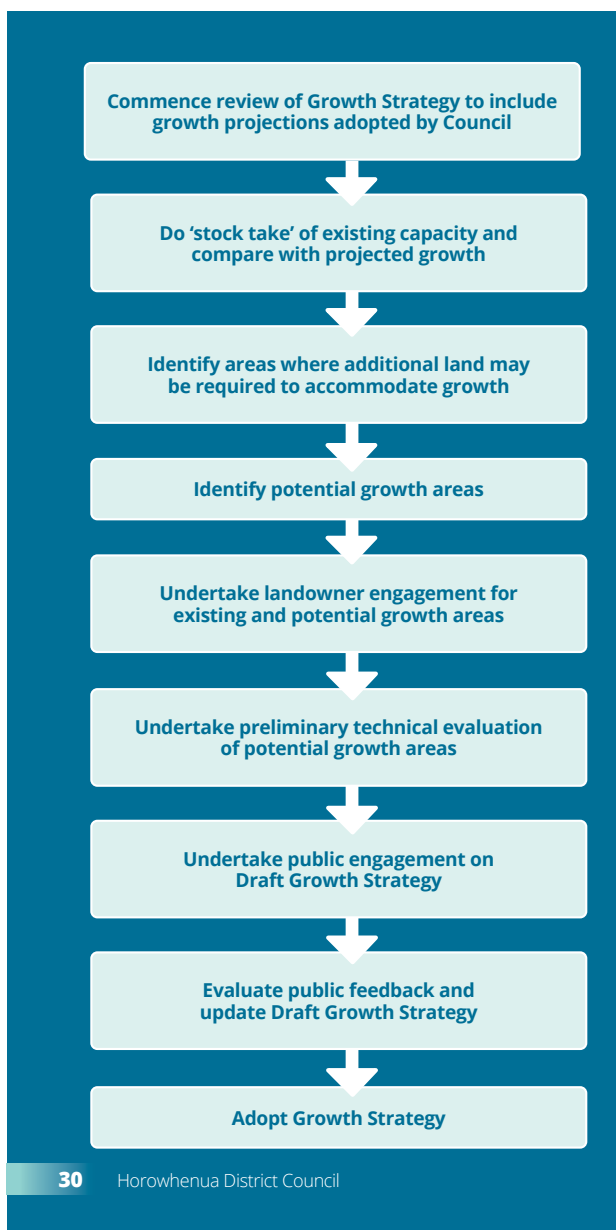 Commence review of Growth Strategy to include
growth projections adopted by Council
Do ‘stock take’ of existing capacity and
compare with projected growth
Identify areas where additional land may
be required to accommodate growth
Identify potential growth areas
Undertake landowner engagement for
existing and potential growth areas
Undertake preliminary technical evaluation
of potential growth areas
Undertake public engagement on
Draft Growth Strategy
Evaluate public feedback and
update Draft Growth Strategy
Adopt Growth Strategy
30 Horowhenua District Council